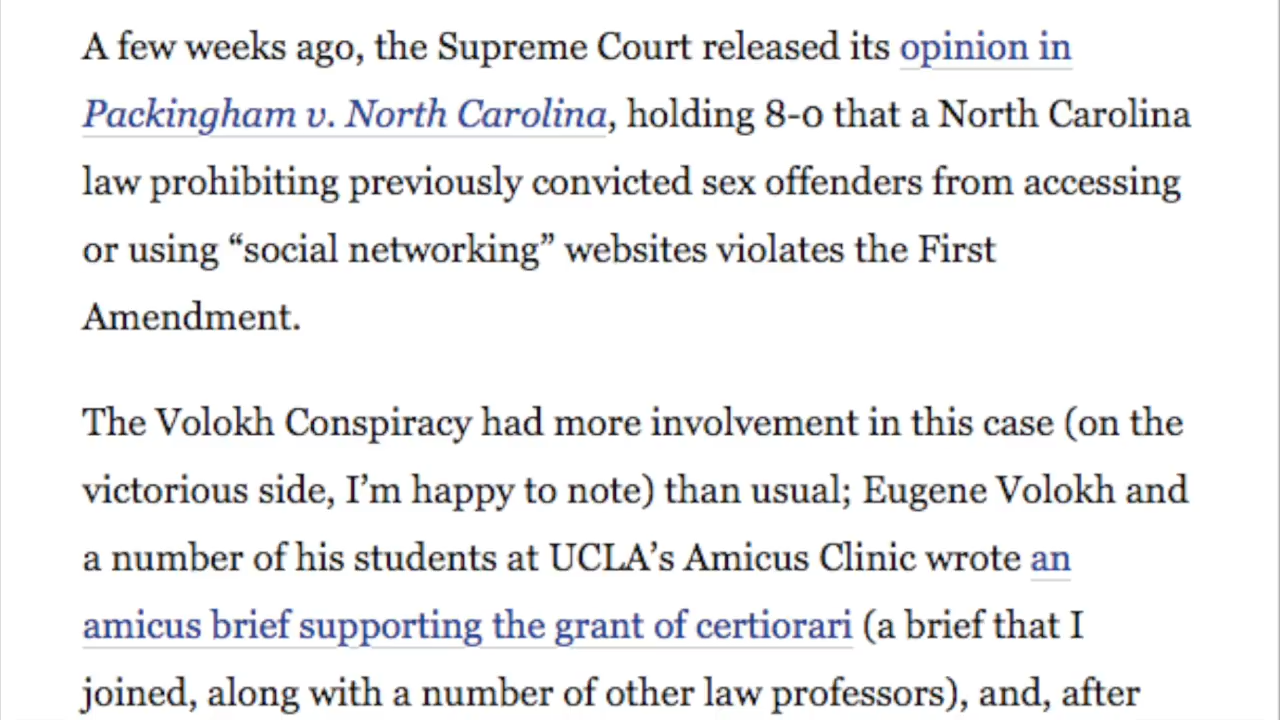 A few weeks ago, the Supreme Court released its opinion in
Packingham v. North Carolina, holding 8-0 that a North Carolina
law prohibiting previously convicted sex offenders from accessing
or using “social networking” websites violates the First
Amendment.
The Volokh Conspiracy had more involvement in this case (on the
victorious side, I’m happy to note) than usual; Eugene Volokh and
a number of his students at UCLA’s Amicus Clinic wrote an
amicus brief supporting the grant of certiorari (a brief that I
joined, along with a number of other law professors), and, after